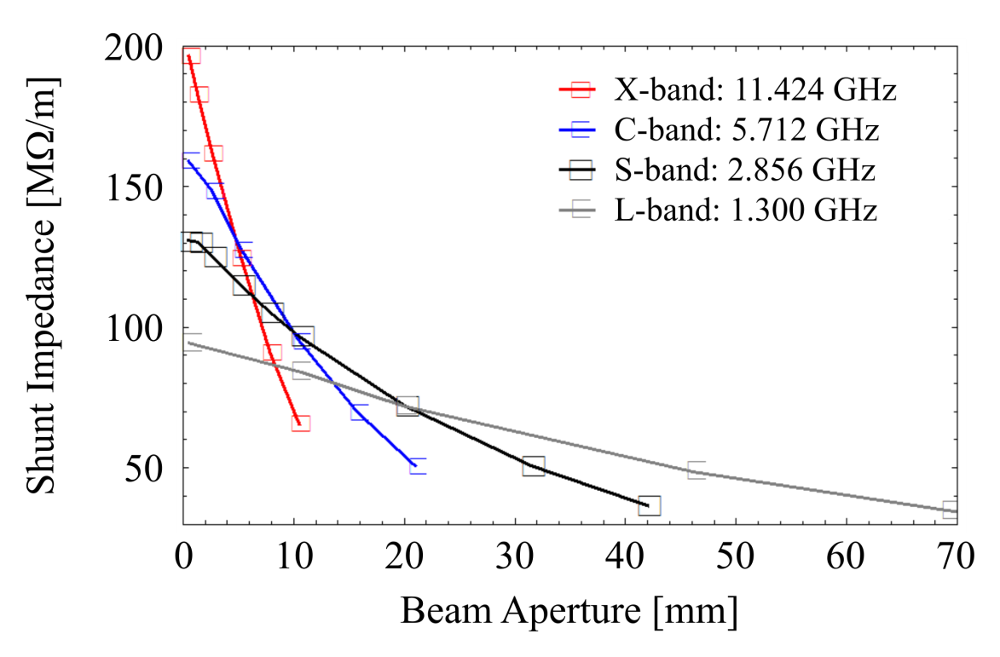 200
150
100
50
Shunt Impedance [MΩ/m]
X-band: 11.424 GHz
C-band: 5.712 GHz
S-band: 2.856 GHz
L-band: 1.300 GHz
0 10 20 30 40 50 60 70
Beam Aperture [mm]